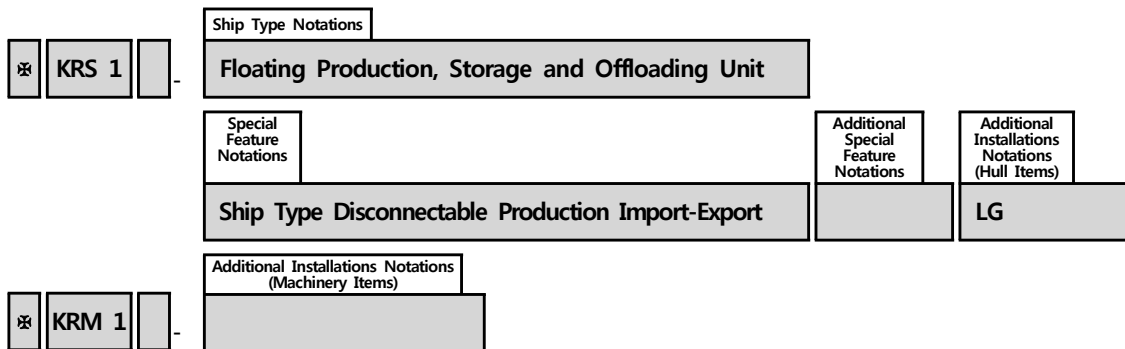 Ship Type Notations
✠ KRS 1 - Floating Production, Storage and Offloading Unit
Special
Feature
Notations
Additional
Special
Feature
Notations
Additional
Installations
Notations
(Hull Items)
Ship Type Disconnectable Production Import-Export LG
Additional Installations Notations
(Machinery Items)
✠ KRM 1 -